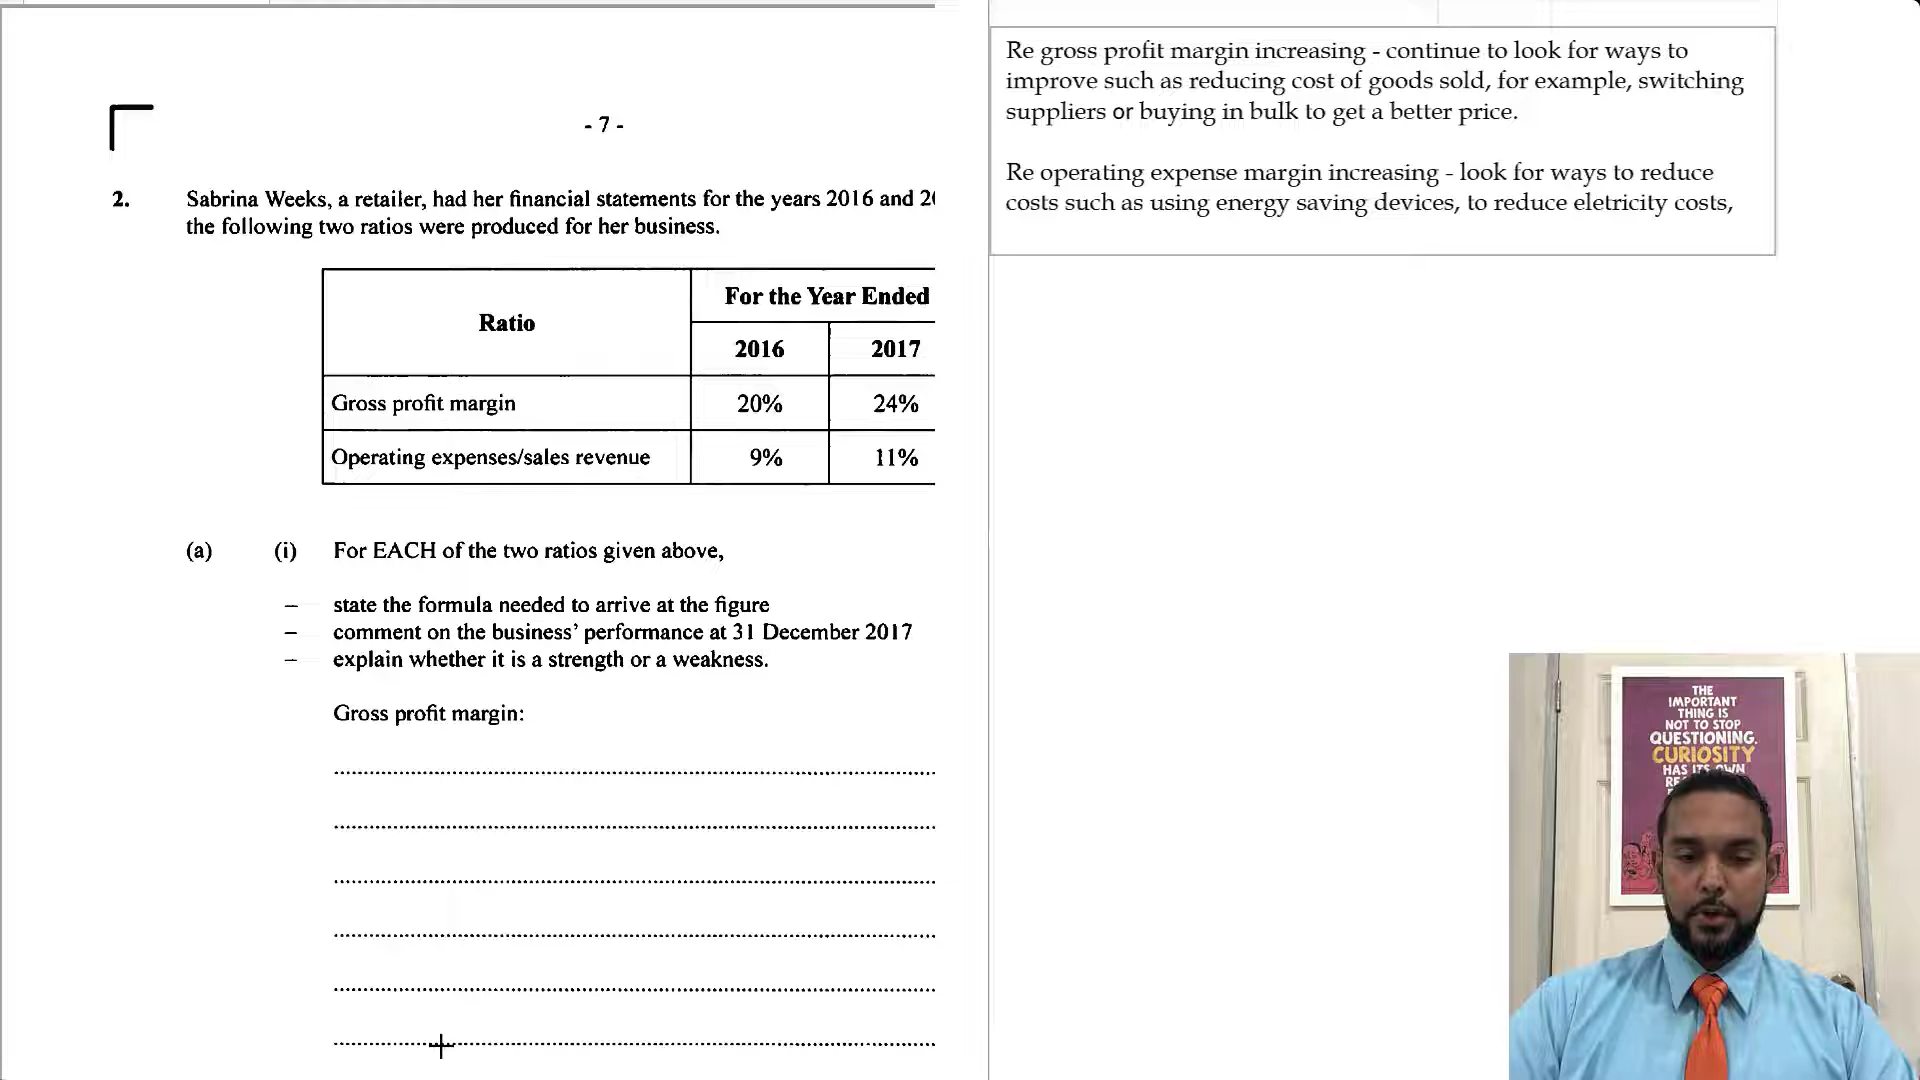 - 7 -
2. Sabrina Weeks, a retailer, had her financial statements for the years 2016 and
the following two ratios were produced for her business.
Ratio
For the Year Ended
2016 2017
Gross profit margin 20% 24%
Operating expenses/sales revenue 9% 11%
(a) (i) For EACH of the two ratios given above,
– state the formula needed to arrive at the figure
– comment on the business’ performance at 31 December 2017
– explain whether it is a strength or a weakness.
Gross profit margin:
Re gross profit margin increasing - continue to look for ways to
improve such as reducing cost of goods sold, for example, switching
suppliers or buying in bulk to get a better price.
Re operating expense margin increasing - look for ways to reduce
costs such as using energy saving devices, to reduce eletricity costs,
THE
IMPORTANT
THING IS
NOT TO STOP
QUESTIONING.
CURIOSITY
HAS ITS OWN